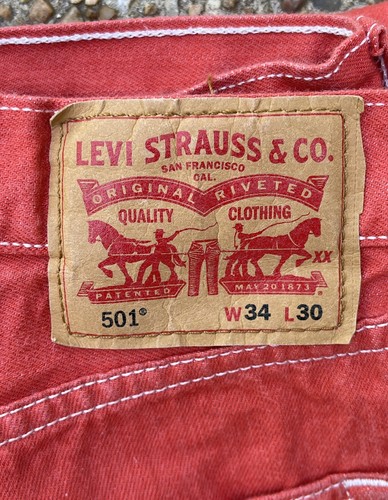 LEVI STRAUSS & CO.
SAN FRANCISCO
CAL.
ORIGINAL RIVETED
QUALITY CLOTHING
XX
PATENTED MAY 20 1873
501® W34 L30